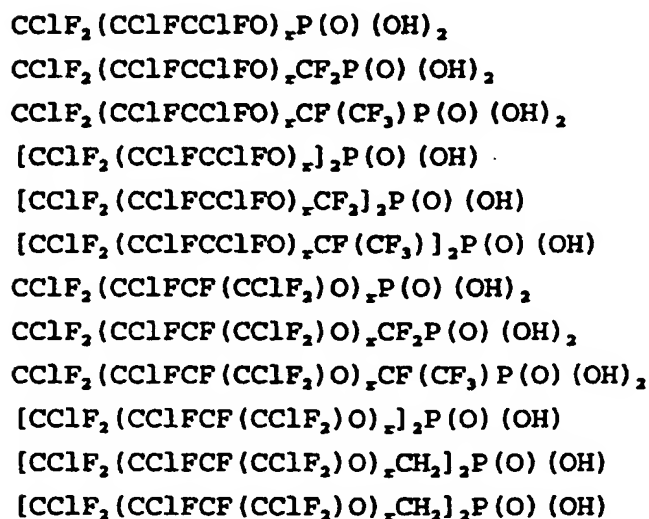 CClF₂(CClFCClFO)ₓP(O)(OH)₂
CClF₂(CClFCClFO)ₓCF₂P(O)(OH)₂
CClF₂(CClFCClFO)ₓCF(CF₃)P(O)(OH)₂
[CClF₂(CClFCClFO)ₓ]₂P(O)(OH)
[CClF₂(CClFCClFO)ₓCF₂]₂P(O)(OH)
[CClF₂(CClFCClFO)ₓCF(CF₃)]₂P(O)(OH)
CClF₂(CClFCF(CClF₂)O)ₓP(O)(OH)₂
CClF₂(CClFCF(CClF₂)O)ₓCF₂P(O)(OH)₂
CClF₂(CClFCF(CClF₂)O)ₓCF(CF₃)P(O)(OH)₂
[CClF₂(CClFCF(CClF₂)O)ₓ]₂P(O)(OH)
[CClF₂(CClFCF(CClF₂)O)ₓCH₂]₂P(O)(OH)
[CClF₂(CClFCF(CClF₂)O)ₓCH₂]₂P(O)(OH)